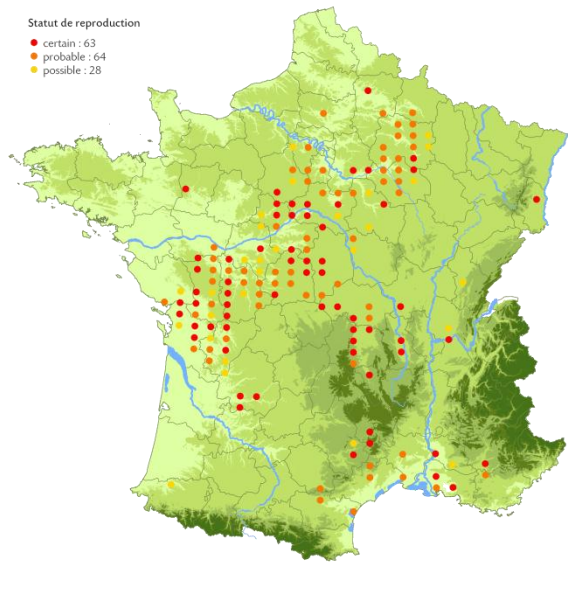 Statut de reproduction
certain : 63
probable : 64
possible : 28